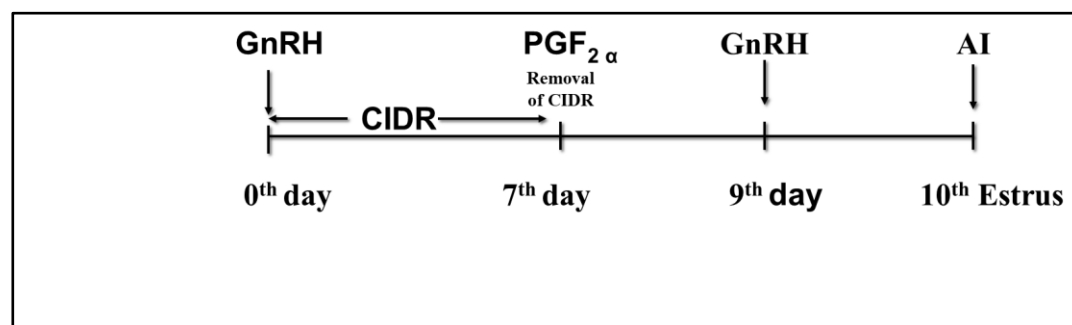 GnRH PGF2 α GnRH AI
Removal
of CIDR
CIDR
0th day 7th day 9th day 10th Estrus